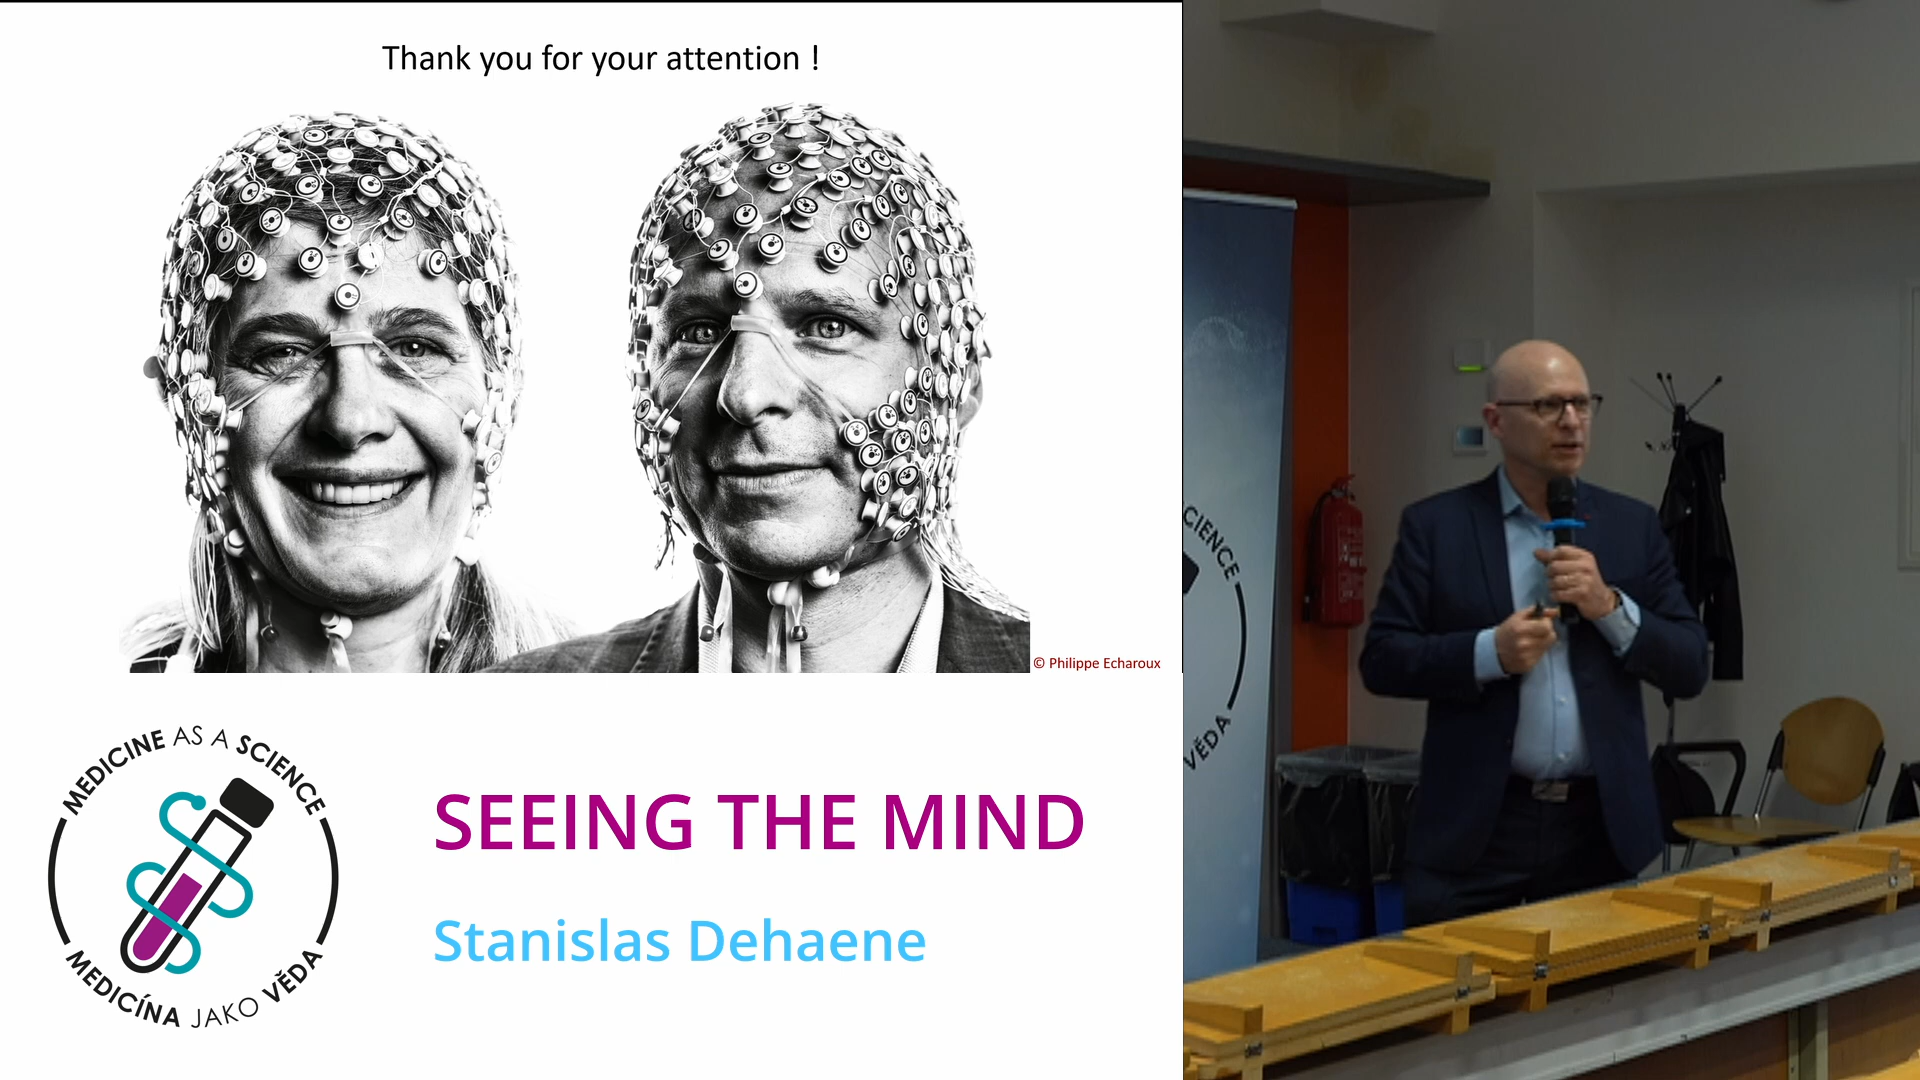 Thank you for your attention !
© Philippe Echaroux
MEDICINE AS A SCIENCE
MEDICÍNA JAKO VĚDA
SEEING THE MIND
Stanislas Dehaene
SCIENCE
VĚDA